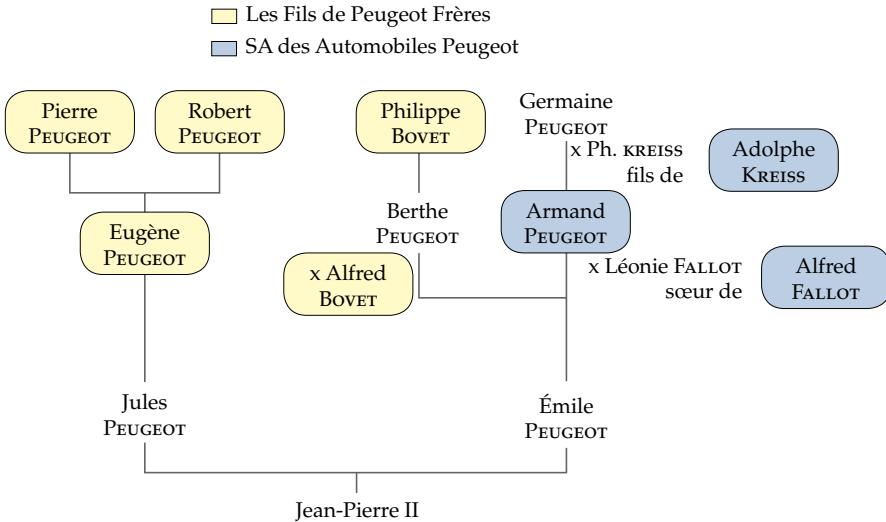 Les Fils de Peugeot Frères
SA des Automobiles Peugeot
Pierre
PEUGEOT
Robert
PEUGEOT
Philippe
BOVET
Germaine
PEUGEOT
x Ph. KREISS
fils de
Adolphe
KREISS
Eugène
PEUGEOT
Berthe
PEUGEOT
Armand
PEUGEOT
x Alfred
BOVET
x Léonie FALLOT
sœur de
Alfred
FALLOT
Jules
PEUGEOT
Émile
PEUGEOT
Jean-Pierre II